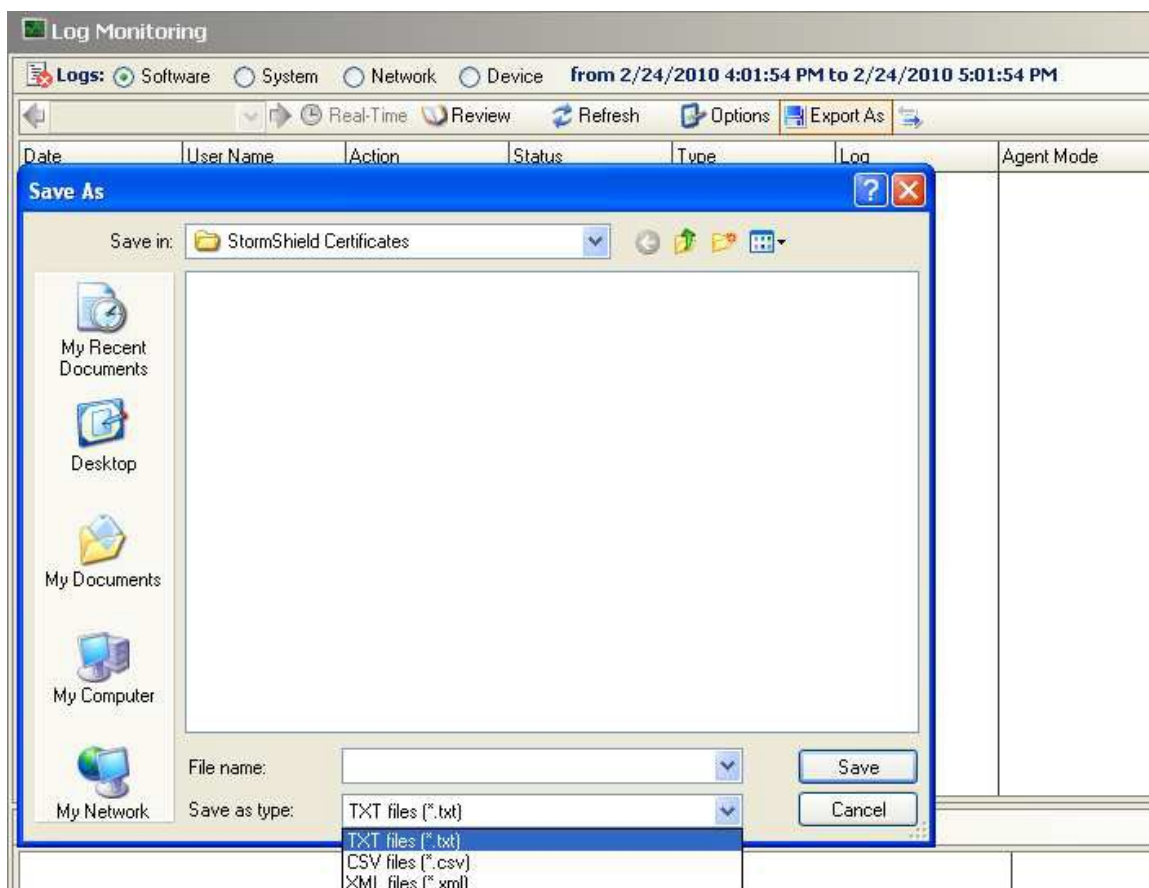 Log Monitoring
Logs: Software System Network Device from 2/24/2010 4:01:54 PM to 2/24/2010 5:01:54 PM
Real-Time Review Refresh Options Export As
Date User Name Action Status Type Log Agent Mode
Save As
Save in: StormShield Certificates
My Recent
Documents
Desktop
My Documents
My Computer
My Network
File name: Save
Save as type: TXT files (*.txt) Cancel
TXT files (*.txt)
CSV files (*.csv)
XML files (*.xml)